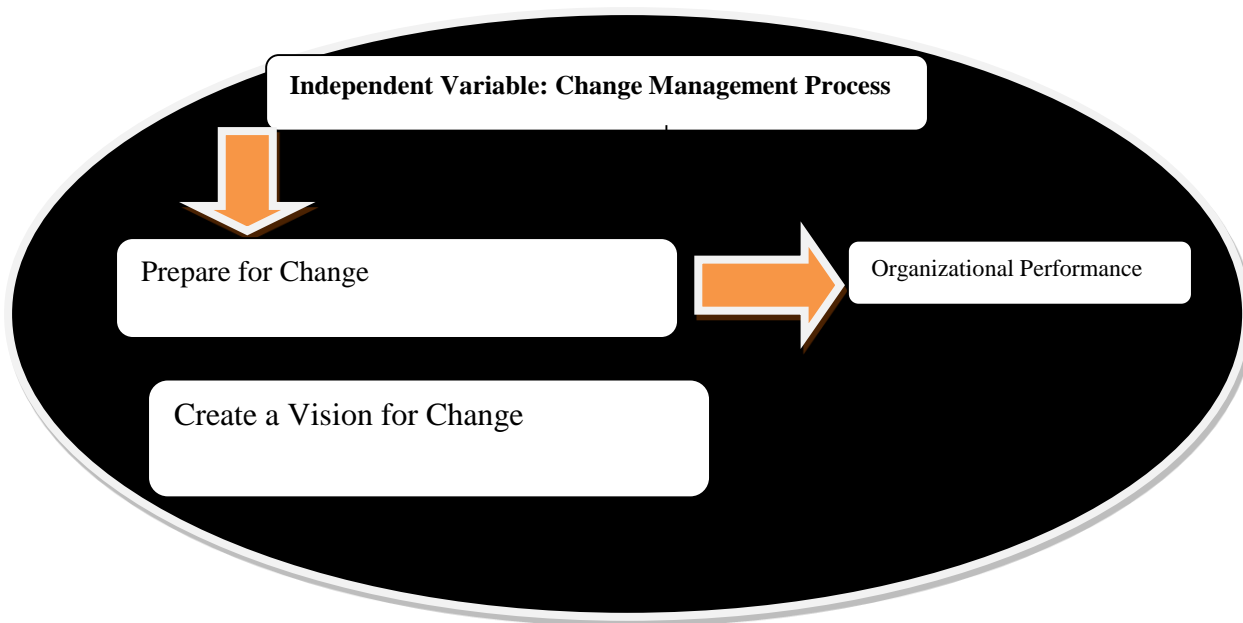 Independent Variable: Change Management Process
Prepare for Change
Organizational Performance
Create a Vision for Change